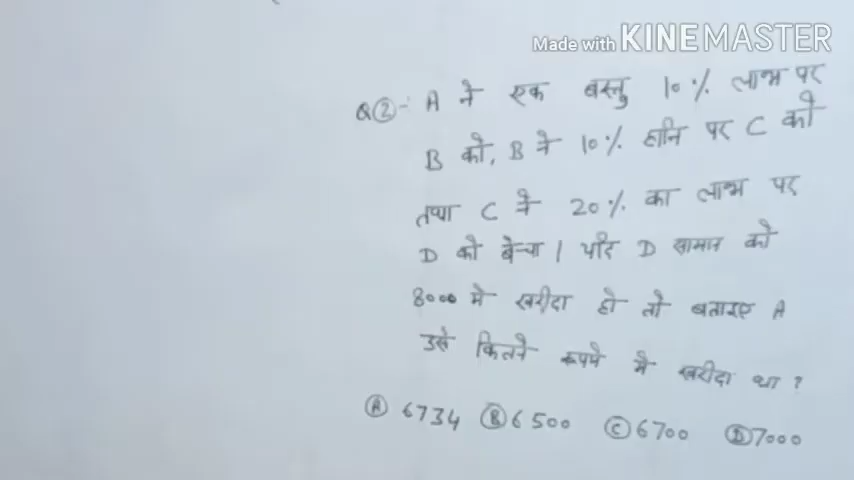 Made with KINEMASTER
Q②- A ने एक बस्तु 10% लाभ पर
B को, B ने 10% हानि पर C को
तथा C ने 20% का लाभ पर
D को बेचा । यदि D सामान को
8000 मे खरीदा हो तो बताइए A
उसे कितने रूपये मे खरीदा था ?
Ⓐ 6734 Ⓑ 6500 Ⓒ 6700 Ⓓ 7000